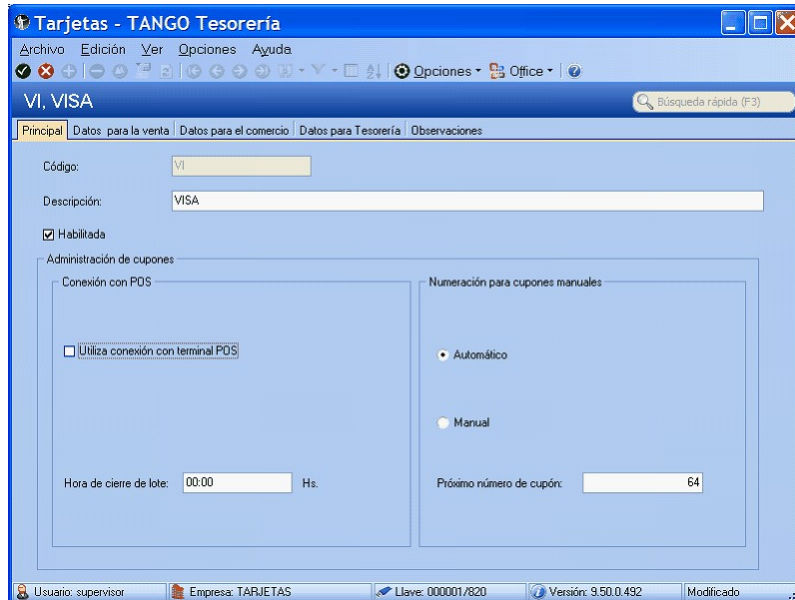 Tarjetas - TANGO Tesorería
Archivo Edición Ver Opciones Ayuda
Opciones Office
VI, VISA
Búsqueda rápida (F3)
Principal Datos para la venta Datos para el comercio Datos para Tesorería Observaciones
Código: VI
Descripción: VISA
Habilitada
Administración de cupones
Conexión con POS
Numeración para cupones manuales
Utiliza conexión con terminal POS
Automático
Manual
Hora de cierre de lote: 00:00 Hs.
Próximo número de cupón: 64
Usuario: supervisor Empresa: TARJETAS Llave: 000001/820 Versión: 9.50.0.492 Modificado